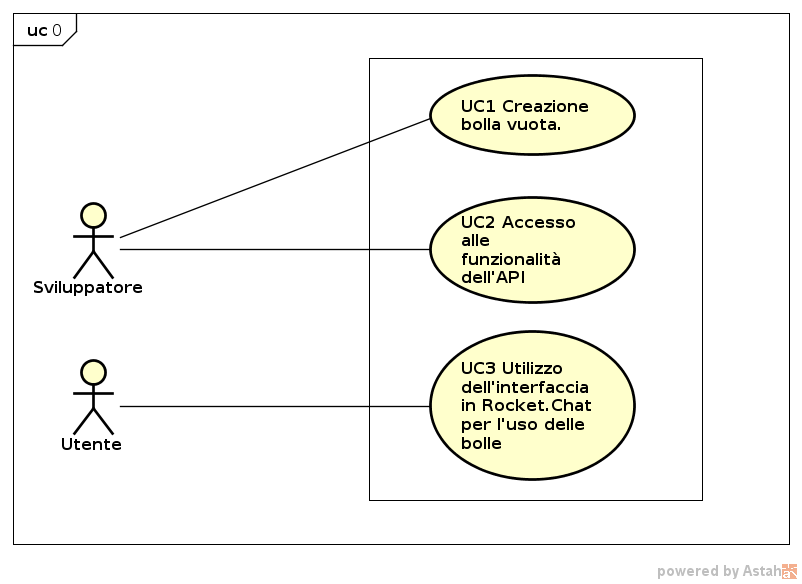 uc 0
UC1 Creazione
bolla vuota.
UC2 Accesso
alle
funzionalità
dell'API
Sviluppatore
UC3 Utilizzo
dell'interfaccia
in Rocket.Chat
per l'uso delle
bolle
Utente
powered by Astah